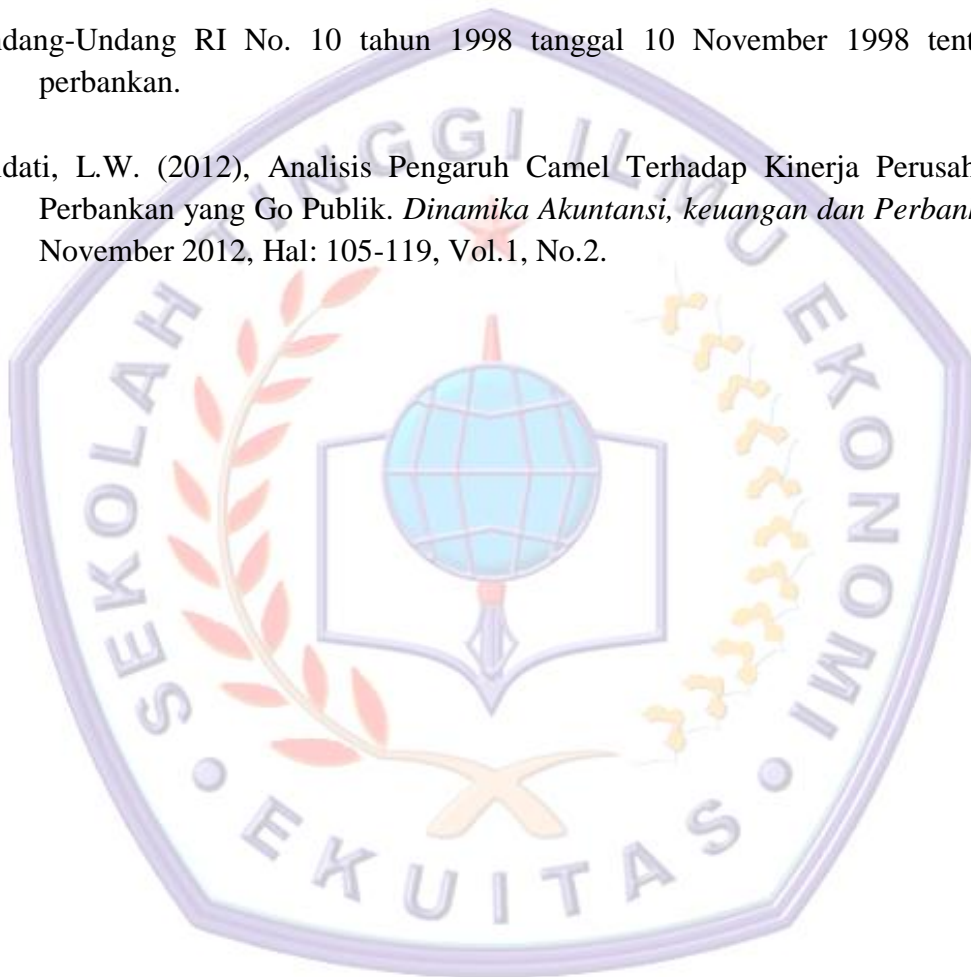 ndang-Undang RI No. 10 tahun 1998 tanggal 10 November 1998 tent
perbankan.
ldati, L.W. (2012), Analisis Pengaruh Camel Terhadap Kinerja Perusah
Perbankan yang Go Publik. Dinamika Akuntansi, keuangan dan Perbank
November 2012, Hal: 105-119, Vol.1, No.2.
SEKOLAH TINGGI ILMU EKONOMI
• EKUITAS •